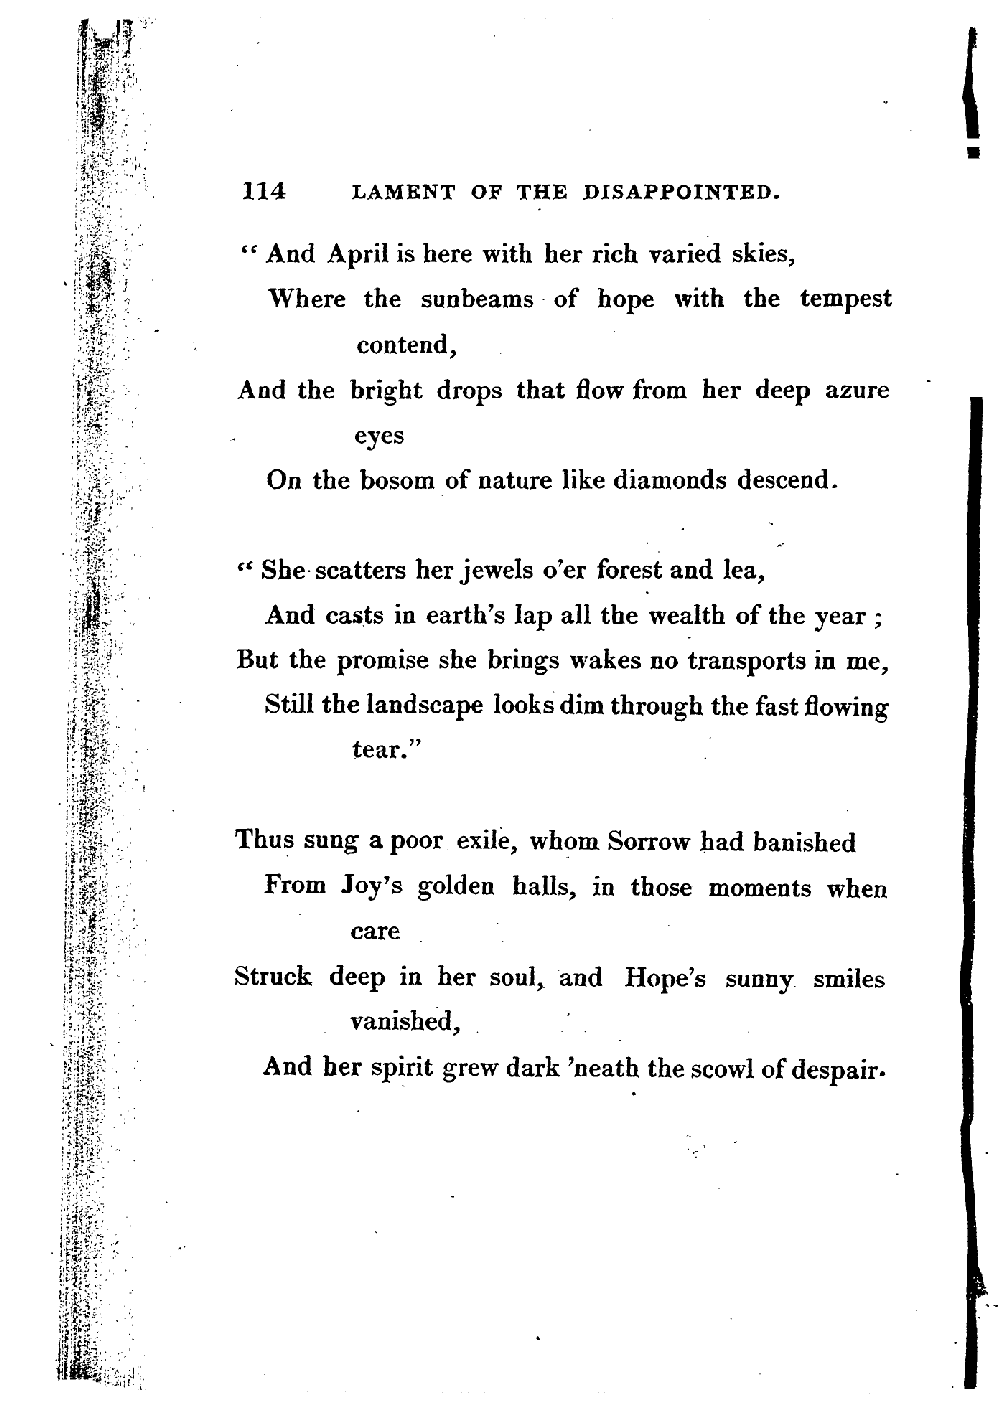 114 LAMENT OF THE DISAPPOINTED.
“ And April is here with her rich varied skies,
Where the sunbeams of hope with the tempest
contend,
And the bright drops that flow from her deep azure
eyes
On the bosom of nature like diamonds descend.
“ She scatters her jewels o’er forest and lea,
And casts in earth’s lap all the wealth of the year ;
But the promise she brings wakes no transports in me,
Still the landscape looks dim through the fast flowing
tear.”
Thus sung a poor exile, whom Sorrow had banished
From Joy’s golden halls, in those moments when
care
Struck deep in her soul, and Hope’s sunny smiles
vanished,
And her spirit grew dark ’neath the scowl of despair.